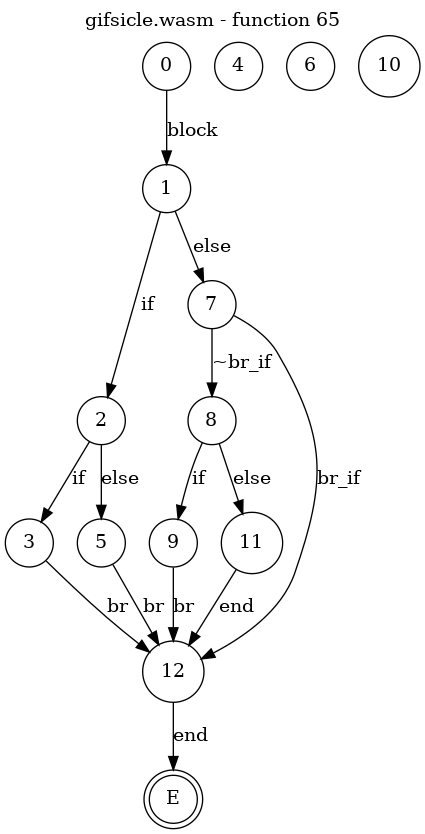 gifsicle.wasm - function 65
0 4 6 10
block
1
else
if
7
~br_if
2 8
if else if else br_if
3 5 9 11
br br br end
12
end
E